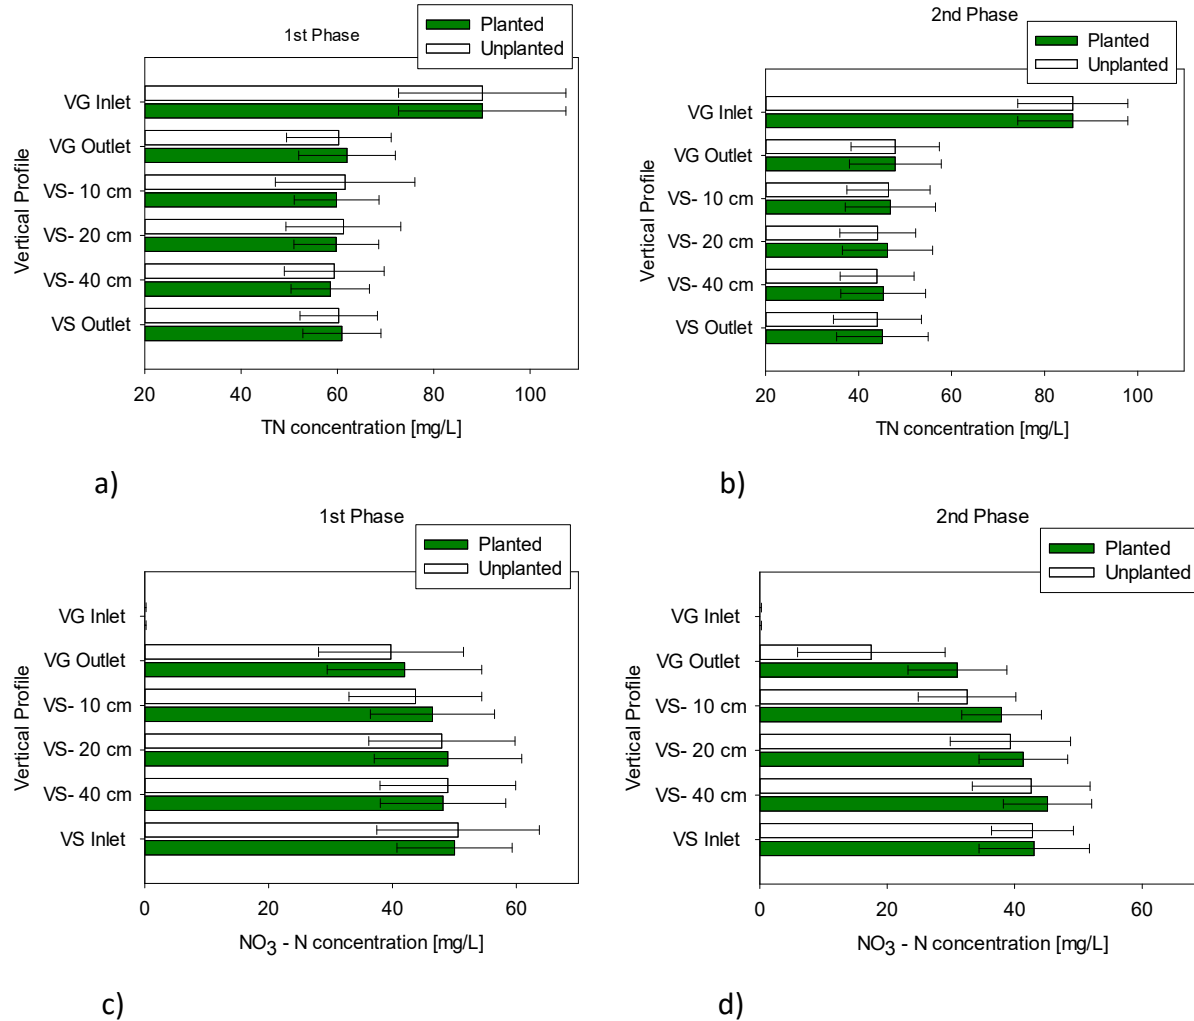 1st Phase
Planted
Unplanted
Vertical Profile
VG Inlet
VG Outlet
VS- 10 cm
VS- 20 cm
VS- 40 cm
VS Outlet
20 40 60 80 100
TN concentration [mg/L]
a)
2nd Phase
Planted
Unplanted
Vertical Profile
VG Inlet
VG Outlet
VS- 10 cm
VS- 20 cm
VS- 40 cm
VS Outlet
20 40 60 80 100
TN concentration [mg/L]
b)
1st Phase
Planted
Unplanted
Vertical Profile
VG Inlet
VG Outlet
VS- 10 cm
VS- 20 cm
VS- 40 cm
VS Inlet
0 20 40 60
NO3 - N concentration [mg/L]
c)
2nd Phase
Planted
Unplanted
Vertical Profile
VG Inlet
VG Outlet
VS- 10 cm
VS- 20 cm
VS- 40 cm
VS Inlet
0 20 40 60
NO3 - N concentration [mg/L]
d)